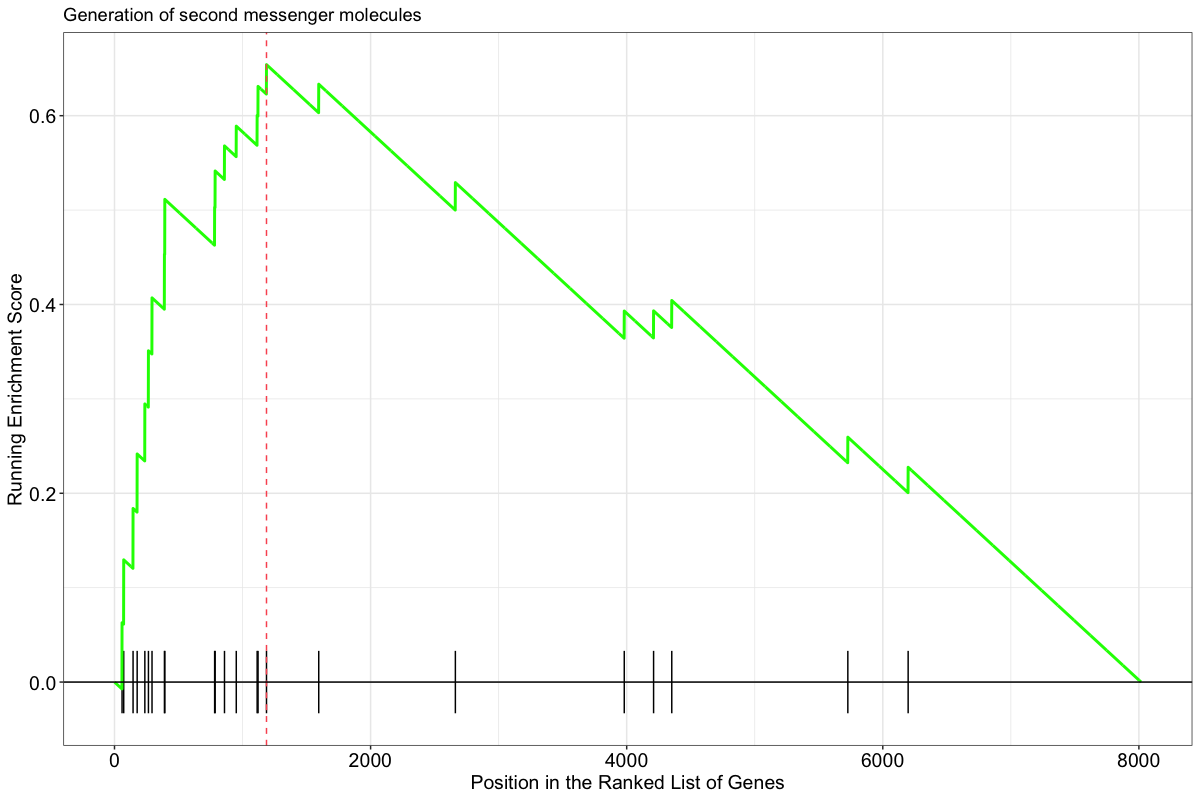 Generation of second messenger molecules
Running Enrichment Score
0.6
0.4
0.2
0.0
0 2000 4000 6000 8000
Position in the Ranked List of Genes